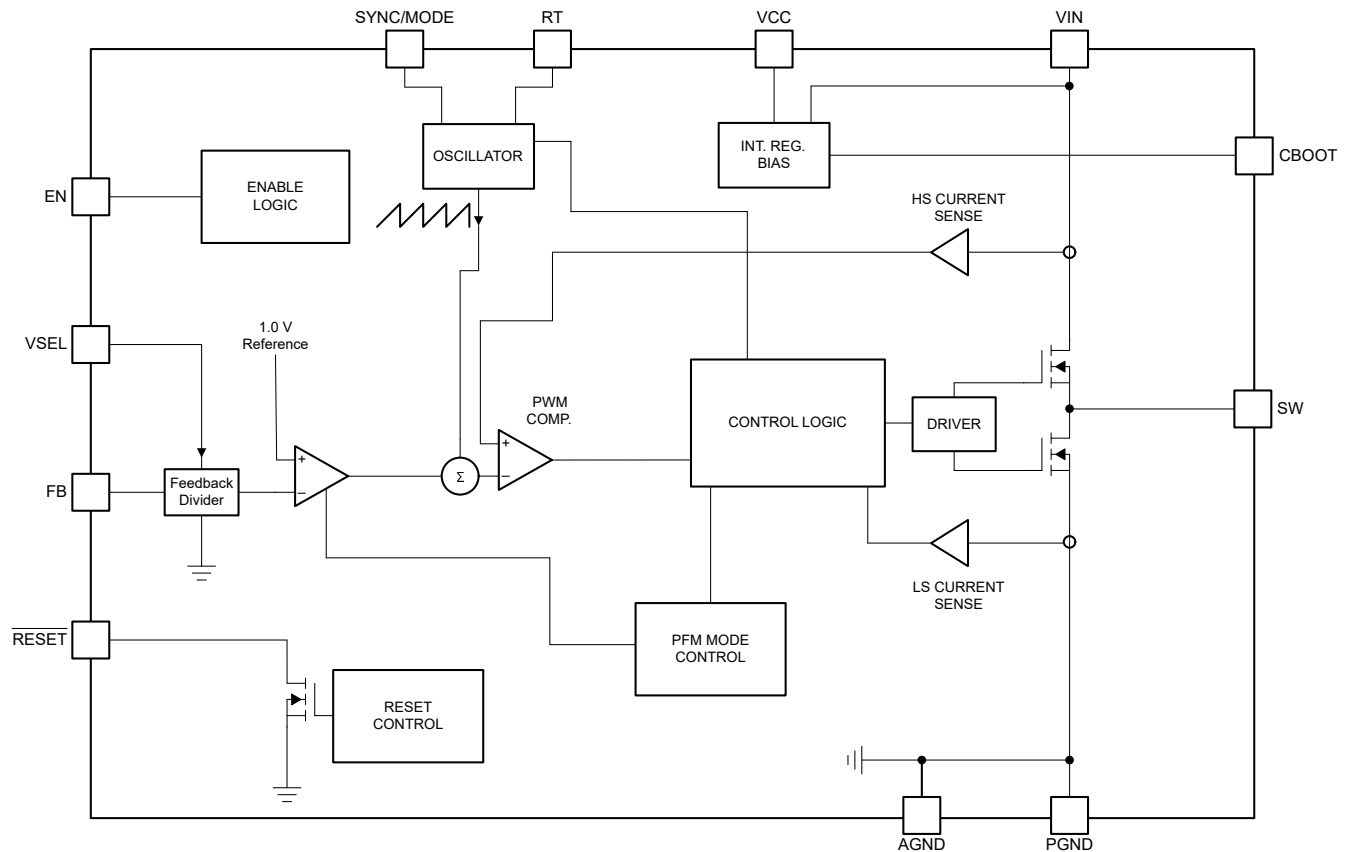 SYNC/MODE
RT
VCC
VIN
OSCILLATOR
INT. REG.
BIAS
CBOOT
EN
ENABLE
LOGIC
HS CURRENT
SENSE
VSEL
1.0 V
Reference
PWM
COMP.
CONTROL LOGIC
DRIVER
SW
FB
Feedback
Divider
+
−
Σ
+
−
LS CURRENT
SENSE
RESET
PFM MODE
CONTROL
RESET
CONTROL
AGND
PGND